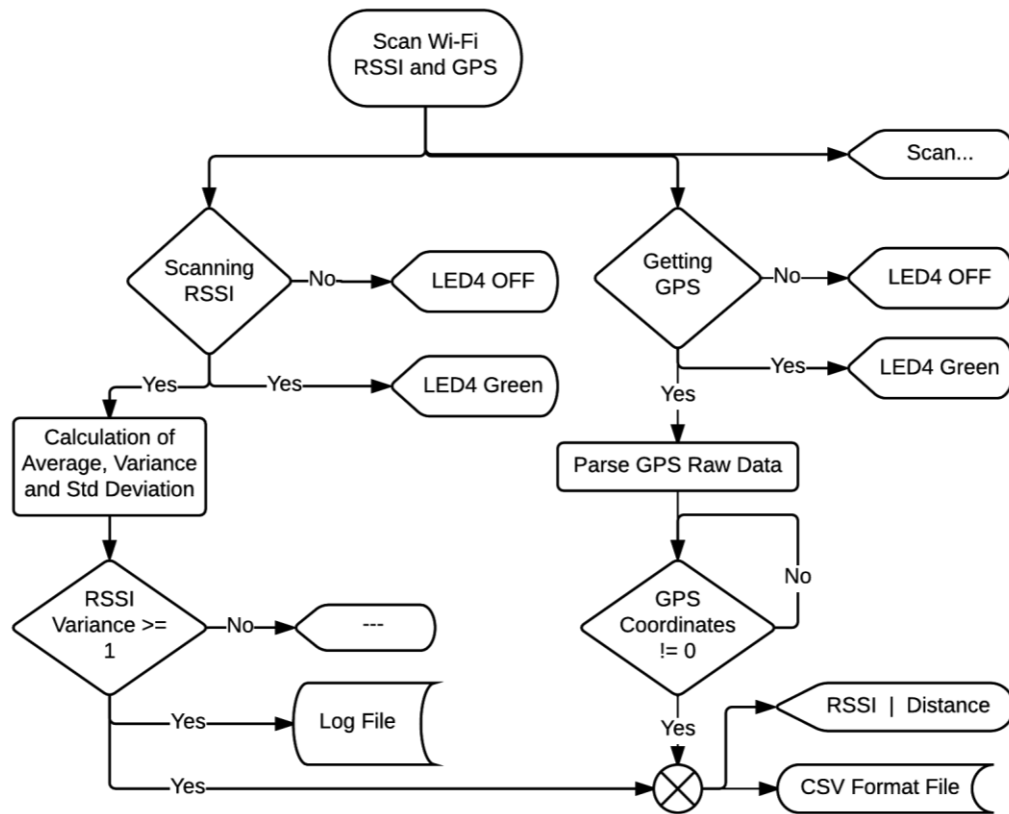 Scan Wi-Fi
RSSI and GPS
Scan...
Scanning
RSSI
No
LED4 OFF
Getting
GPS
No
LED4 OFF
Yes
Yes
LED4 Green
Yes
LED4 Green
Yes
Calculation of
Average, Variance
and Std Deviation
Parse GPS Raw Data
RSSI
Variance >=
1
No
---
GPS
Coordinates
!= 0
No
Yes
Log File
Yes
RSSI | Distance
Yes
CSV Format File